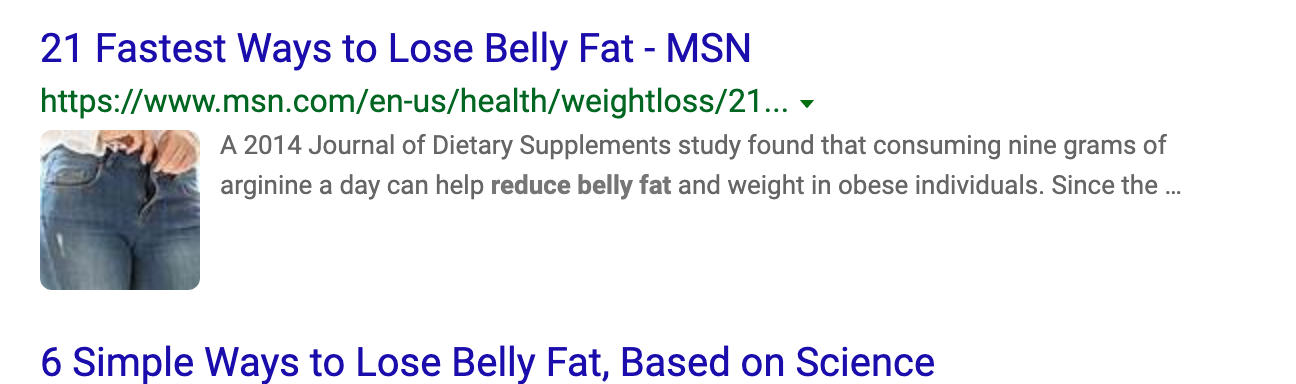 21 Fastest Ways to Lose Belly Fat - MSN
https://www.msn.com/en-us/health/weightloss/21...
A 2014 Journal of Dietary Supplements study found that consuming nine grams of
arginine a day can help reduce belly fat and weight in obese individuals. Since the ...
6 Simple Ways to Lose Belly Fat, Based on Science